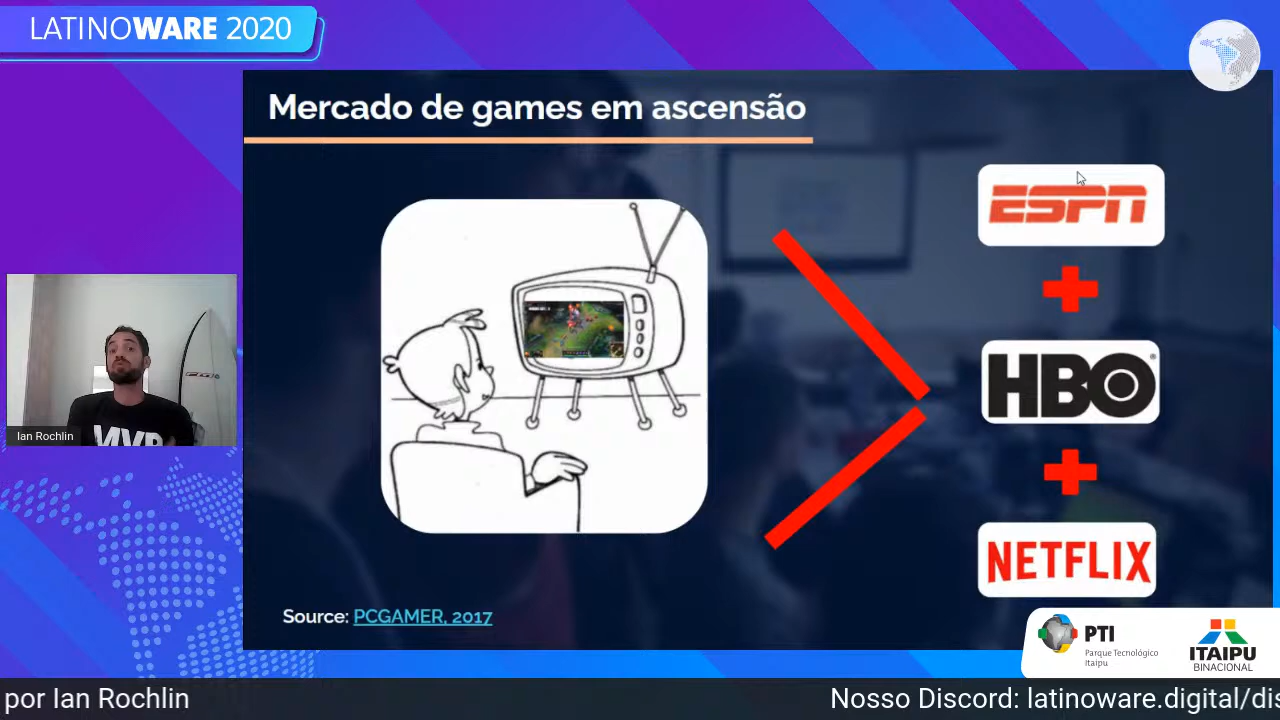 LATINOWARE 2020
Mercado de games em ascensão
ESPN
HBO
®
NETFLIX
MVP
Ian Rochlin
Source: PCGAMER, 2017
PTI
Parque Tecnológico
Itaipu
ITAIPU
BINACIONAL
por Ian Rochlin
Nosso Discord: latinoware.digital/dis